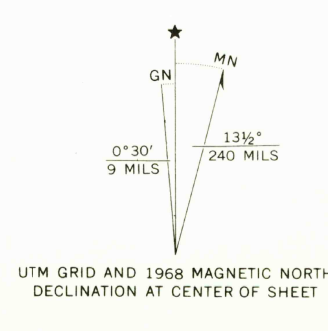 MN
GN
0°30′
9 MILS
13½°
240 MILS
UTM GRID AND 1968 MAGNETIC NORTH
DECLINATION AT CENTER OF SHEET